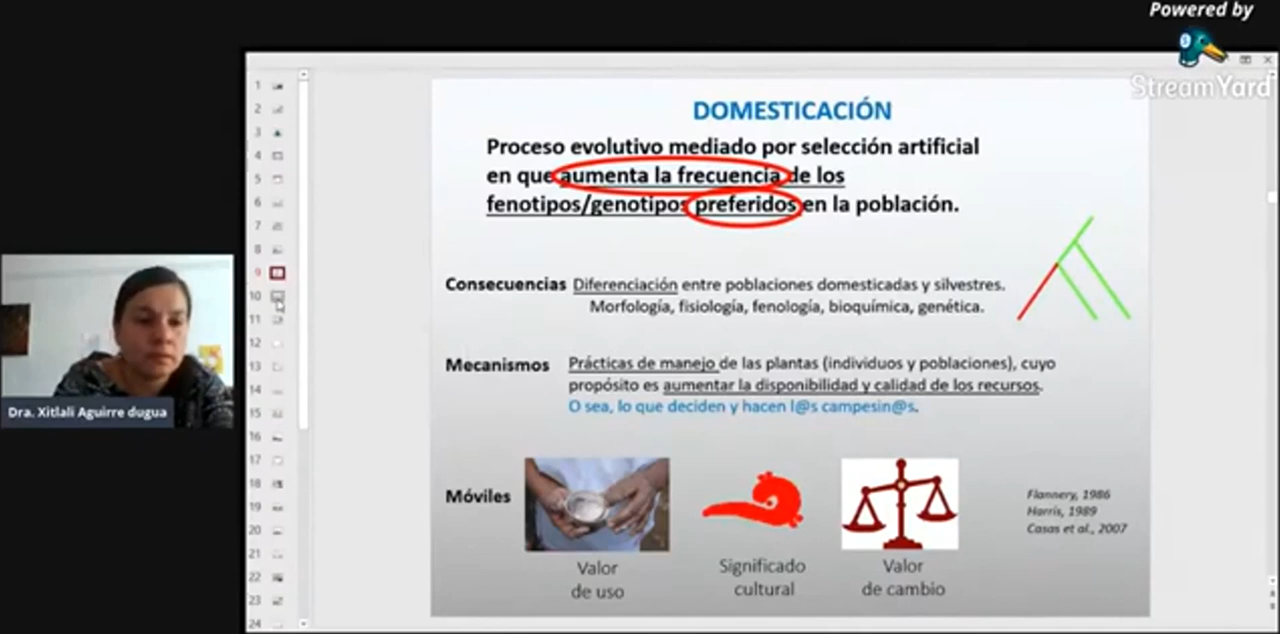 Powered by
StreamYard
1
2
3
4
5
6
7
8
9
10
11
12
13
14
15
16
17
18
19
20
21
22
23
24
DOMESTICACIÓN
Proceso evolutivo mediado por selección artificial
en que aumenta la frecuencia de los
fenotipos/genotipos preferidos en la población.
Consecuencias Diferenciación entre poblaciones domesticadas y silvestres.
Morfología, fisiología, fenología, bioquímica, genética.
Mecanismos Prácticas de manejo de las plantas (individuos y poblaciones), cuyo
propósito es aumentar la disponibilidad y calidad de los recursos.
O sea, lo que deciden y hacen l@s campesin@s.
Móviles
Valor
de uso
Significado
cultural
Valor
de cambio
Flannery, 1986
Harris, 1989
Casas et al., 2007
Dra. Xitlali Aguirre dugua